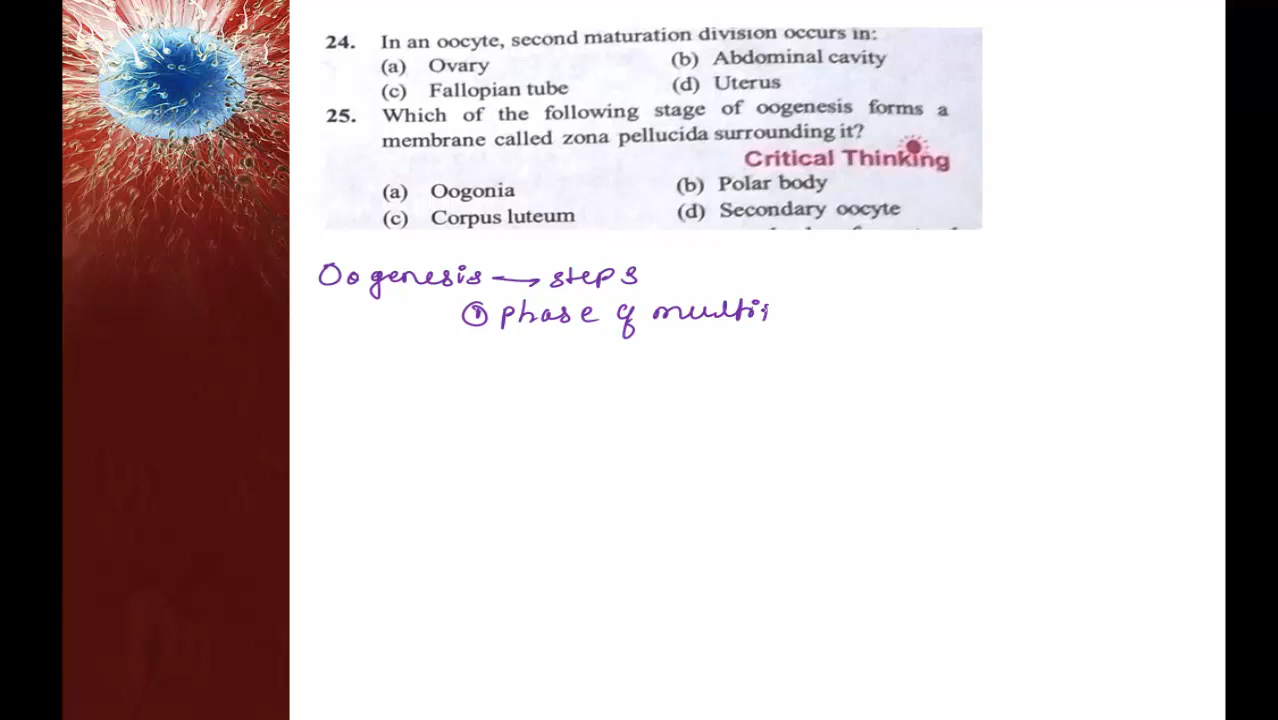 24. In an oocyte, second maturation division occurs in:
(a) Ovary (b) Abdominal cavity
(c) Fallopian tube (d) Uterus
25. Which of the following stage of oogenesis forms a
membrane called zona pellucida surrounding it?
Critical Thinking
(a) Oogonia (b) Polar body
(c) Corpus luteum (d) Secondary oocyte
Oogenesis → steps
① phase of